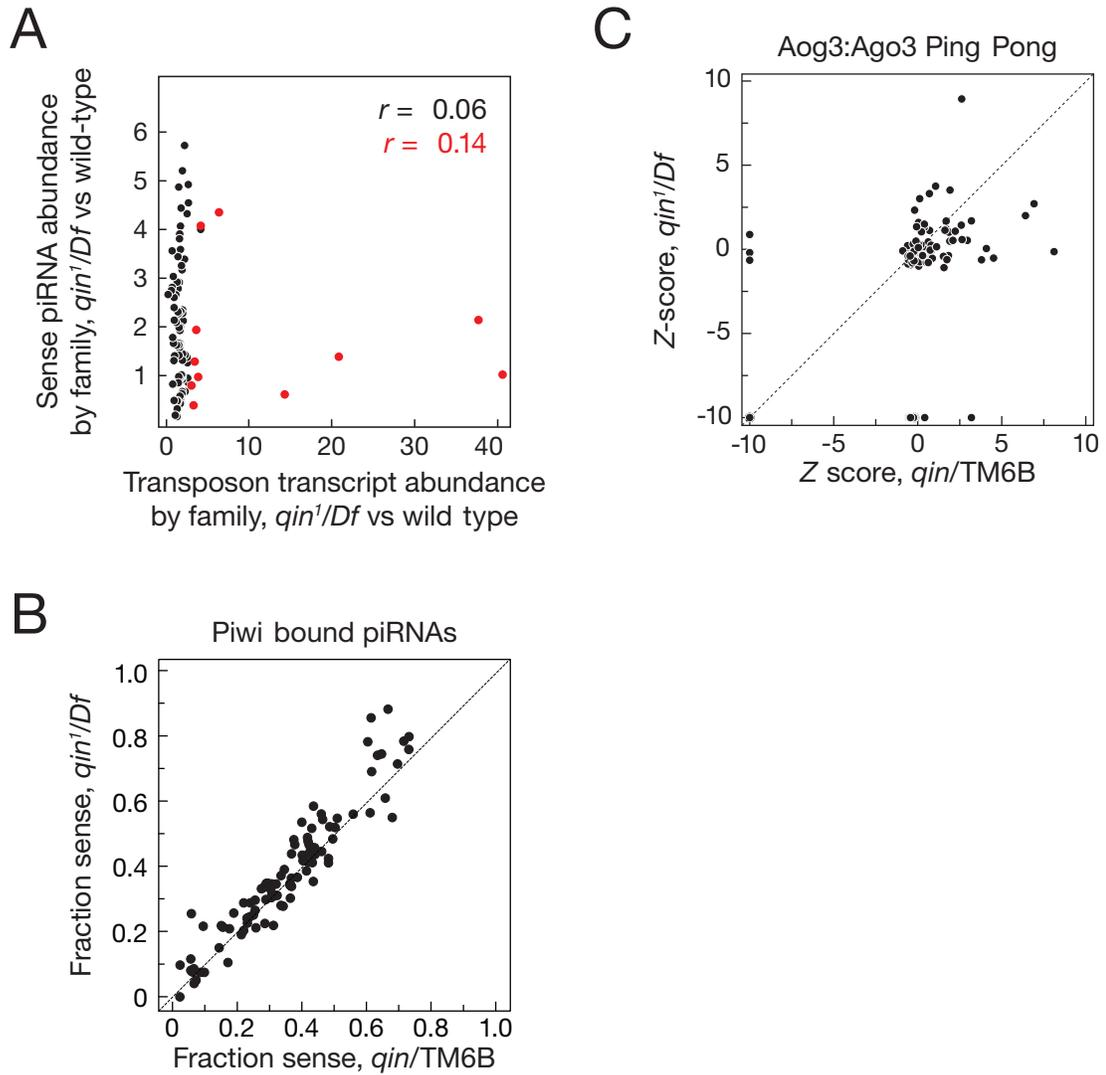 A
Sense piRNA abundance
by family, qin¹/Df vs wild-type
r = 0.06
r = 0.14
6
5
4
3
2
1
0 10 20 30 40
Transposon transcript abundance
by family, qin¹/Df vs wild type
C
Aog3:Ago3 Ping Pong
Z-score, qin¹/Df
10
5
0
-5
-10
-10 -5 0 5 10
Z score, qin/TM6B
B
Piwi bound piRNAs
Fraction sense, qin¹/Df
1.0
0.8
0.6
0.4
0.2
0
0 0.2 0.4 0.6 0.8 1.0
Fraction sense, qin/TM6B